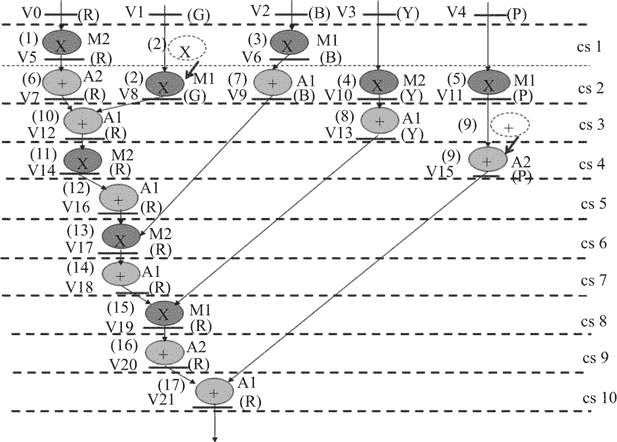 V0 (R) V1 (G) V2 (B) V3 (Y) V4 (P)
(1) X M2 (2) X (3) X M1 cs 1
V5 (R) V6 (B)
(6) + A2 (2) X M1 (7) + A1 (4) X M2 (5) X M1 cs 2
V7 (R) V8 (G) V9 (B) V10 (Y) V11 (P)
(10) + A1 (8) + A1 (9) + cs 3
V12 (R) V13 (Y)
(11) X M2 (9) + A2 cs 4
V14 (R) V15 (P)
(12) + A1 cs 5
V16 (R)
(13) X M2 cs 6
V17 (R)
(14) + A1 cs 7
V18 (R)
(15) X M1 cs 8
V19 (R)
(16) + A2 cs 9
V20 (R)
(17) + A1 cs 10
V21 (R)